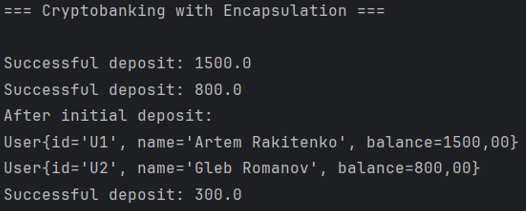 === Cryptobanking with Encapsulation ===
Successful deposit: 1500.0
Successful deposit: 800.0
After initial deposit:
User{id='U1', name='Artem Rakitenko', balance=1500,00}
User{id='U2', name='Gleb Romanov', balance=800,00}
Successful deposit: 300.0